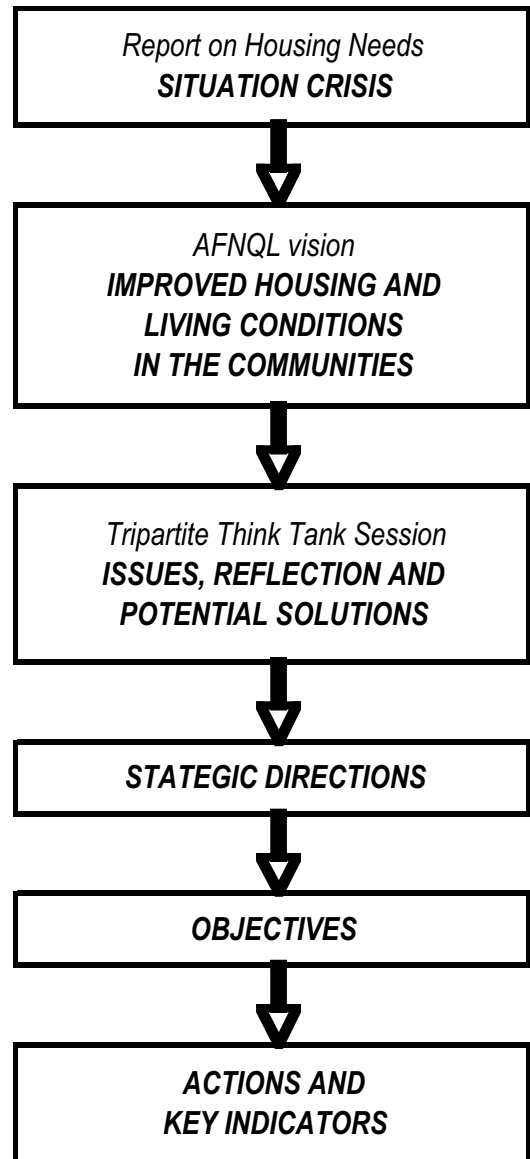 Report on Housing Needs
SITUATION CRISIS
AFNQL vision
IMPROVED HOUSING AND
LIVING CONDITIONS
IN THE COMMUNITIES
Tripartite Think Tank Session
ISSUES, REFLECTION AND
POTENTIAL SOLUTIONS
STATEGIC DIRECTIONS
OBJECTIVES
ACTIONS AND
KEY INDICATORS